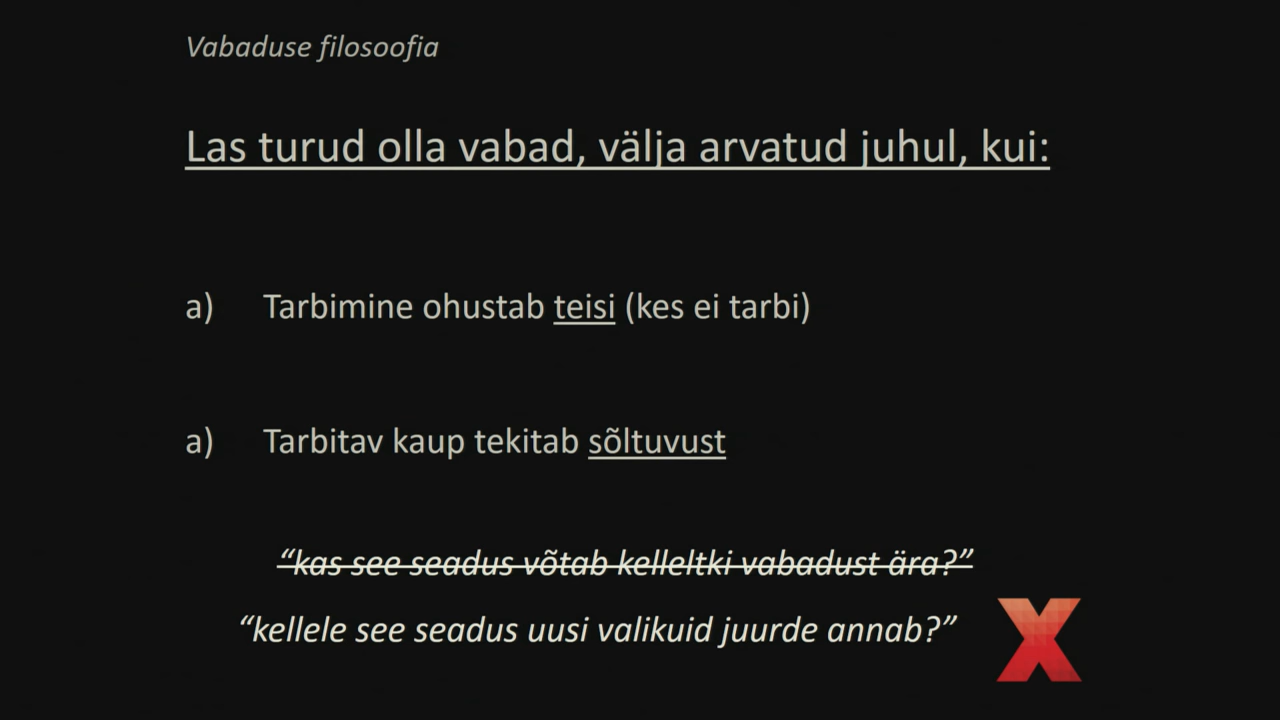 Vabaduse filosoofia
Las turud olla vabad, välja arvatud juhul, kui:
a) Tarbimine ohustab teisi (kes ei tarbi)
a) Tarbitav kaup tekitab sõltuvust
“kas see seadus võtab kelleltki vabadust ära?”
“kellele see seadus uusi valikuid juurde annab?”
X